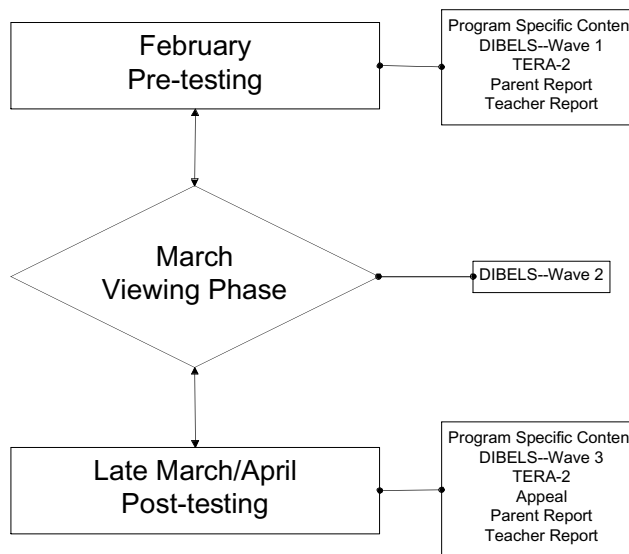 February
Pre-testing
Program Specific Conten
DIBELS--Wave 1
TERA-2
Parent Report
Teacher Report
March
Viewing Phase
DIBELS--Wave 2
Late March/April
Post-testing
Program Specific Conten
DIBELS--Wave 3
TERA-2
Appeal
Parent Report
Teacher Report